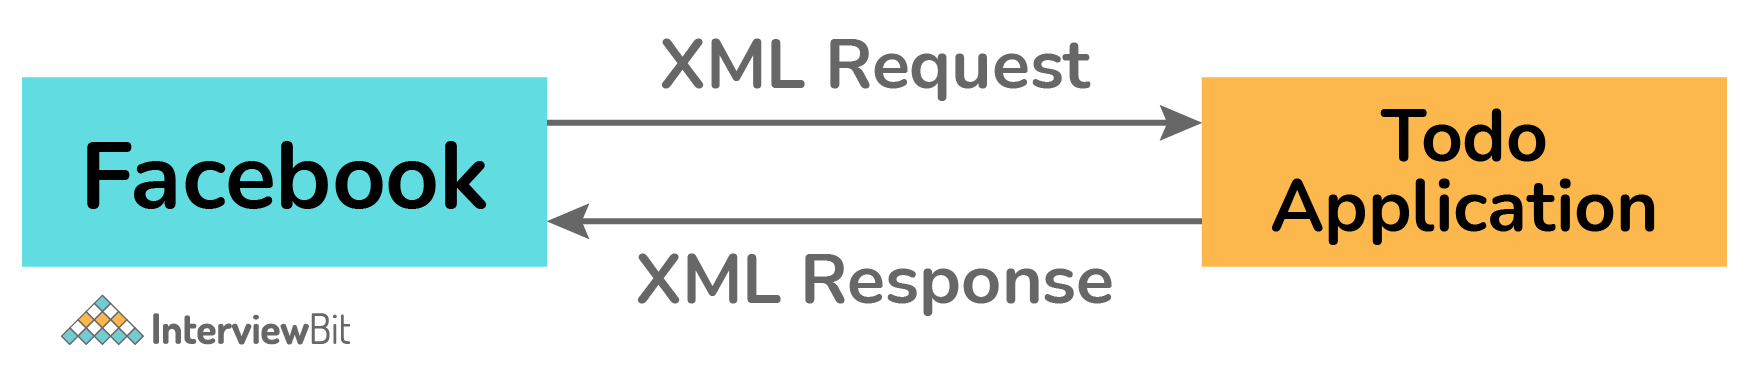 XML Request
Facebook
Todo
Application
XML Response
InterviewBit